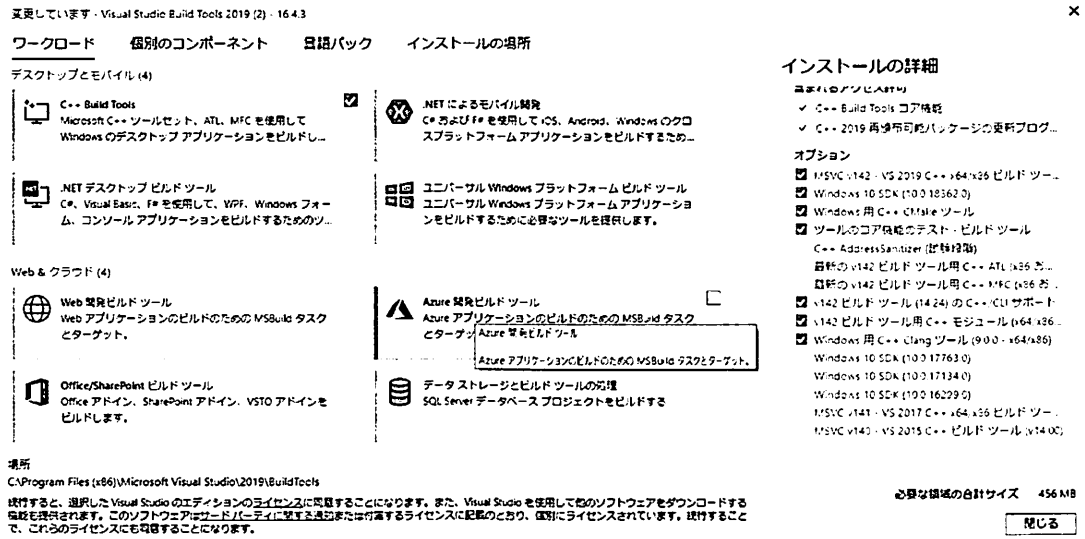 変更しています - Visual Studio Build Tools 2019 (2) - 16.4.3
ワークロード 個別のコンポーネント 言語パック インストールの場所
デスクトップとモバイル (4)
C++ Build Tools
Microsoft C++ ツールセット、ATL、MFC を使用して
Windows のデスクトップ アプリケーションをビルドし...
.NET によるモバイル開発
C# および F# を使用して iOS、Android、Windows のクロ
スプラットフォーム アプリケーションをビルドするため...
.NET デスクトップ ビルド ツール
C#、Visual Basic、F# を使用して、WPF、Windows フォー
ム、コンソール アプリケーションをビルドするためのツ...
ユニバーサル Windows プラットフォーム ビルド ツール
ユニバーサル Windows プラットフォーム アプリケーショ
ンをビルドするために必要なツールを提供します。
Web & クラウド (4)
Web 開発ビルド ツール
Web アプリケーションのビルドのための MSBuild タスク
とターゲット。
Azure 開発ビルド ツール
Azure アプリケーションのビルドのための MSBuild タスク
とターゲッ
Azure 開発ビルド ツール
Azure アプリケーションのビルドのための MSBuild タスクとターゲット。
Office/SharePoint ビルド ツール
Office アドイン、SharePoint アドイン、VSTO アドインを
ビルドします。
データ ストレージとビルド ツールの処理
SQL Server データベース プロジェクトをビルドする
場所
C:\Program Files (x86)\Microsoft Visual Studio\2019\BuildTools
続行すると、選択した Visual Studio のエディションのライセンスに同意することになります。また、Visual Studio を使用して他のソフトウェアをダウンロードする
機能も提供されます。このソフトウェアはサード パーティに関する通知または付属するライセンスに記載のとおり、個別にライセンスされています。続行すること
で、これらのライセンスにも同意することになります。
インストールの詳細
含まれるアクセス許可
C++ Build Tools コア機能
C++ 2019 再頒布可能パッケージの更新プログ...
オプション
MSVC v142 - VS 2019 C++ x64/x86 ビルド ツー...
Windows 10 SDK (10.0.18362.0)
Windows 用 C++ CMake ツール
ツールのコア機能のテスト - ビルド ツール
C++ AddressSanitizer (試験段階)
最新の v142 ビルド ツール用 C++ ATL (x86 お...
最新の v142 ビルド ツール用 C++ MFC (x86 お...
v142 ビルド ツール (14.24) の C++/CLI サポート
v142 ビルド ツール用 C++ モジュール (x64/x86...
Windows 用 C++ Clang ツール (9.0.0 - x64/x86)
Windows 10 SDK (10.0.17763.0)
Windows 10 SDK (10.0.17134.0)
Windows 10 SDK (10.0.16299.0)
MSVC v141 - VS 2017 C++ x64/x86 ビルド ツー...
MSVC v140 - VS 2015 C++ ビルド ツール (v14.00)
必要な領域の合計サイズ 456 MB
閉じる